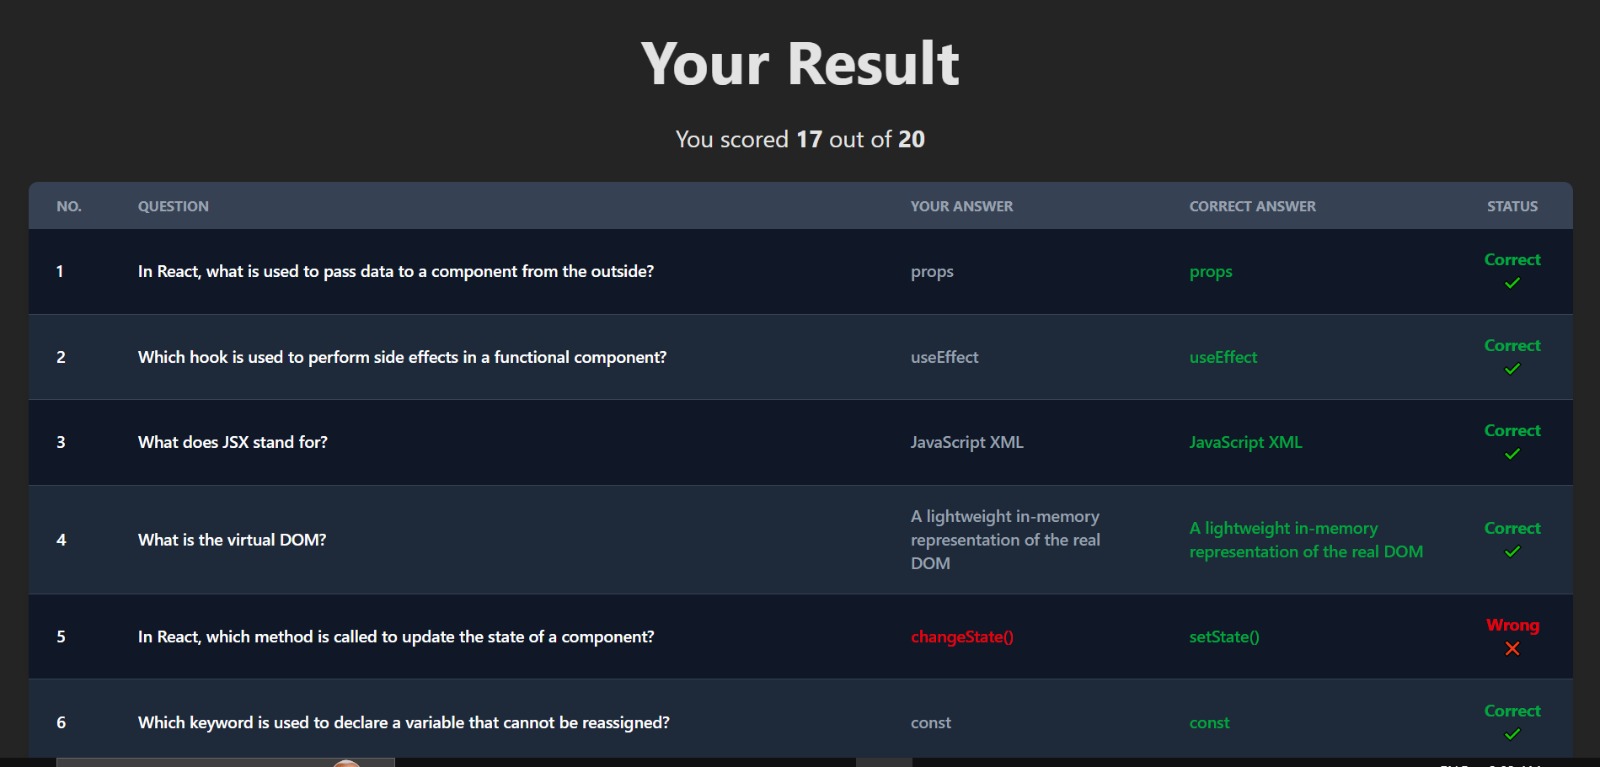 Your Result
You scored 17 out of 20
NO. QUESTION YOUR ANSWER CORRECT ANSWER STATUS
1 In React, what is used to pass data to a component from the outside? props props Correct
2 Which hook is used to perform side effects in a functional component? useEffect useEffect Correct
3 What does JSX stand for? JavaScript XML JavaScript XML Correct
4 What is the virtual DOM? A lightweight in-memory representation of the real DOM A lightweight in-memory representation of the real DOM Correct
5 In React, which method is called to update the state of a component? changeState() setState() Wrong
6 Which keyword is used to declare a variable that cannot be reassigned? const const Correct